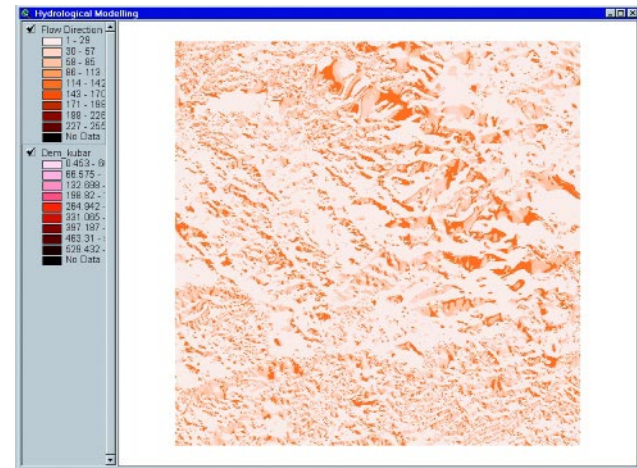 Hydrological Modelling
Flow Direction
1 - 29
30 - 57
58 - 85
86 - 113
114 - 142
143 - 170
171 - 198
199 - 226
227 - 255
No Data
Dem_kubar
0.453 - 6
66.575 -
132.698 -
198.82 -
264.942 -
331.065 -
397.187 -
463.31 -
529.432 -
No Data